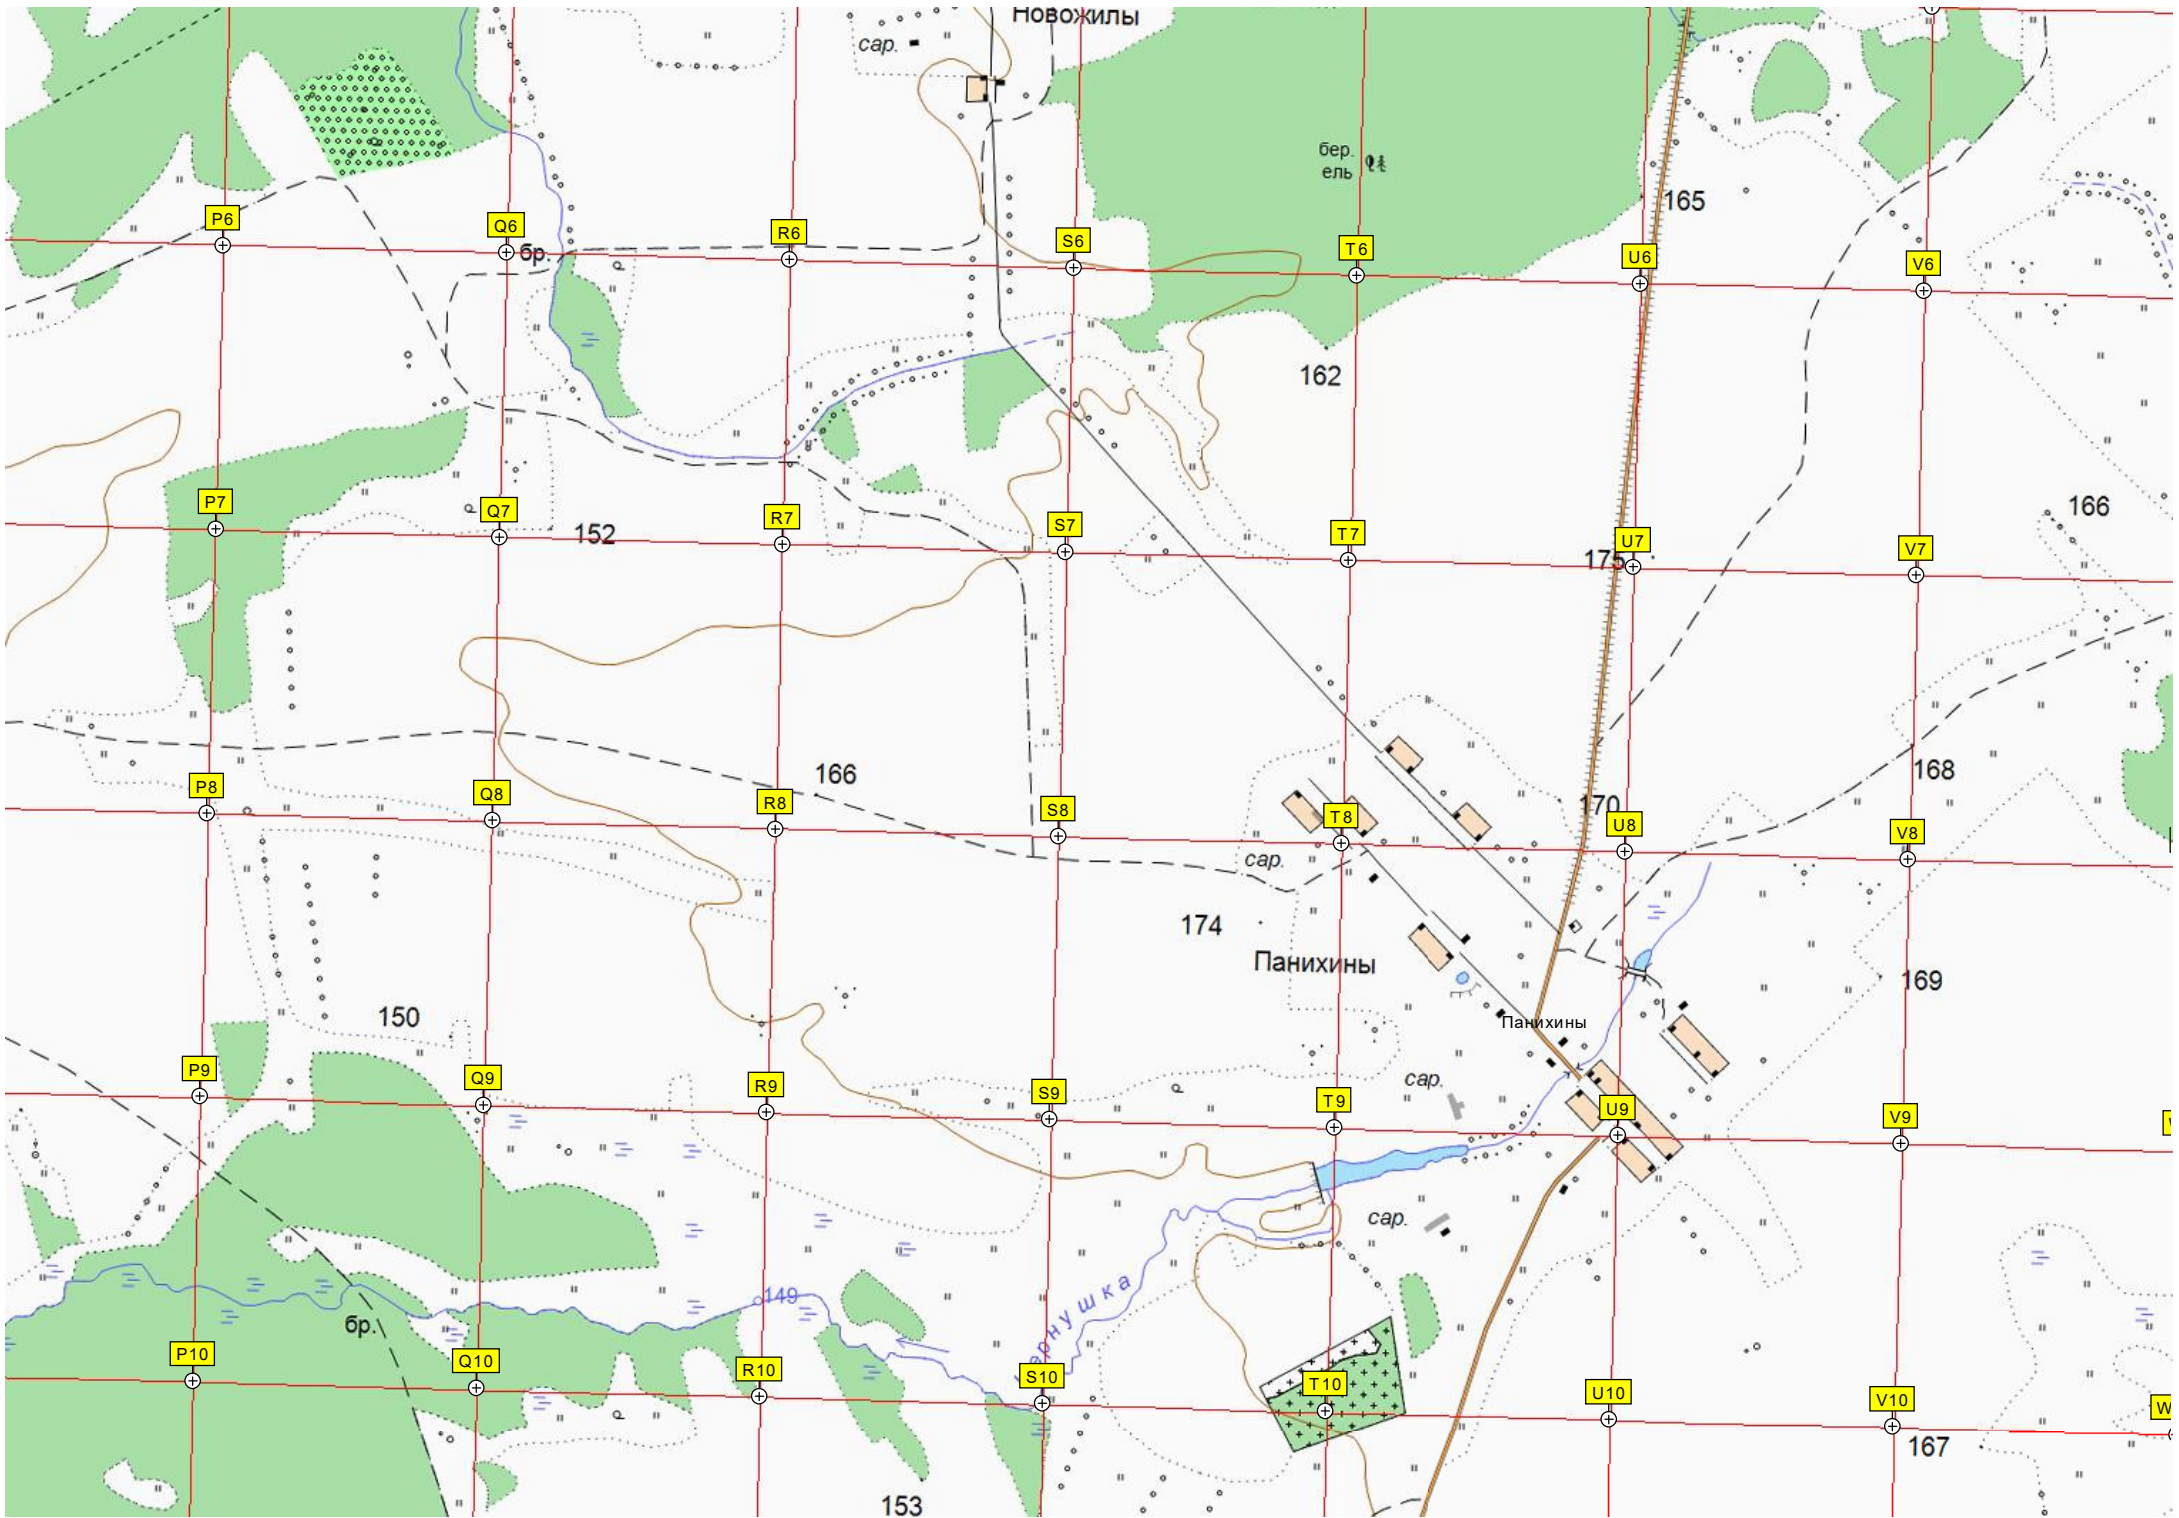 Новожилы
сар.
бер.
ель
165
P6
Q6
R6
S6
T6
U6
V6
бр.
162
166
P7
Q7
R7
S7
T7
U7
V7
152
175
166
168
170
P8
Q8
R8
S8
T8
U8
V8
сар.
174
Панихины
169
150
Панихины
P9
Q9
R9
S9
T9
U9
V9
сар.
сар.
149
бр.
P10
Q10
R10
S10
T10
U10
V10
W
167
153